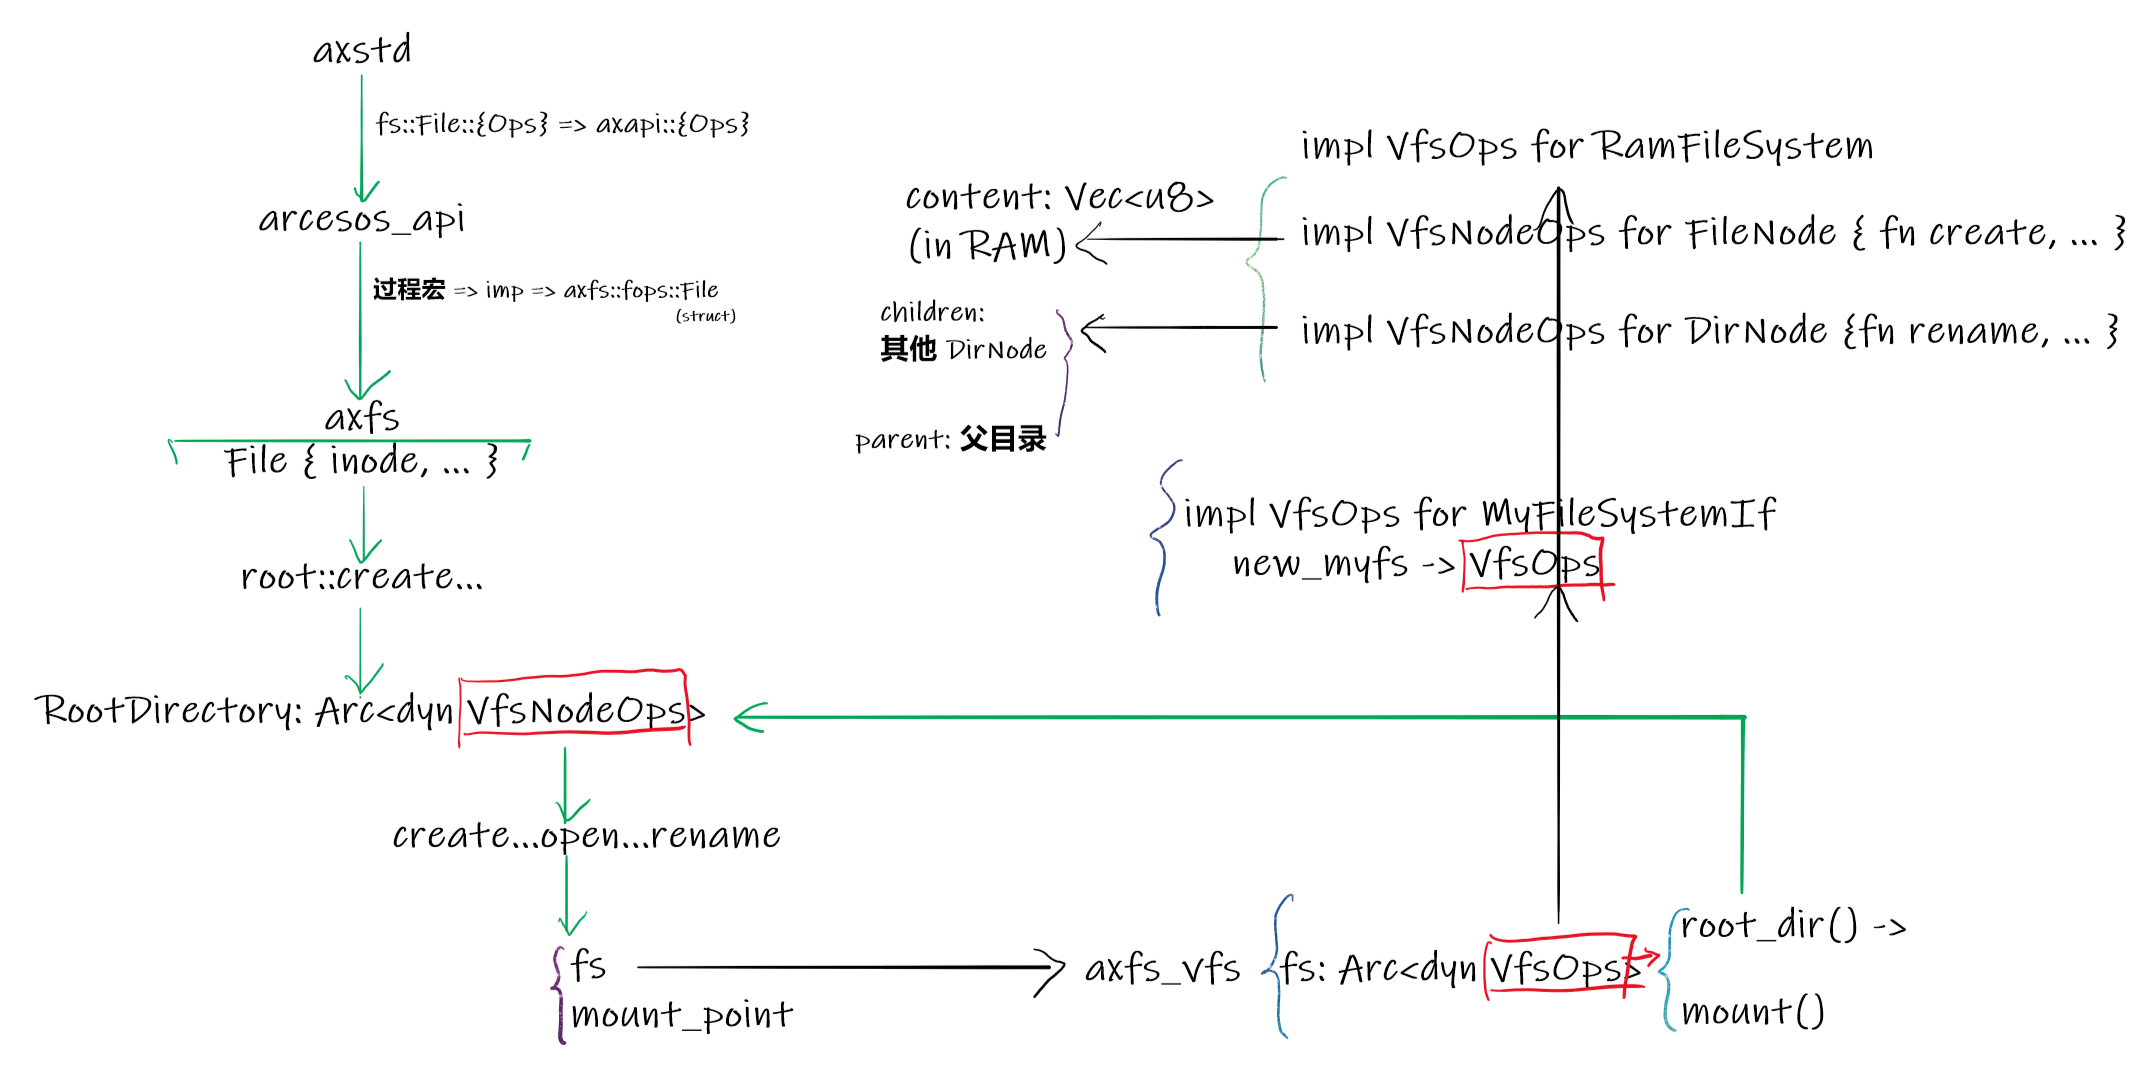 axstd
fs::File::{Ops} => axapi::{Ops}
arcesos_api
过程宏 => imp => axfs::fops::File
(struct)
axfs
File { inode, ... }
root::create...
RootDirectory: Arc<dyn VfsNodeOps>
create...open...rename
fs
mount_point
impl VfsOps for RamFileSystem
content: Vec<u8>
(in RAM)
impl VfsNodeOps for FileNode { fn create, ... }
children:
其他 DirNode
impl VfsNodeOps for DirNode {fn rename, ... }
parent: 父目录
impl VfsOps for MyFileSystemIf
new_myfs -> VfsOps
axfs_vfs
fs: Arc<dyn VfsOps>
root_dir() ->
mount()